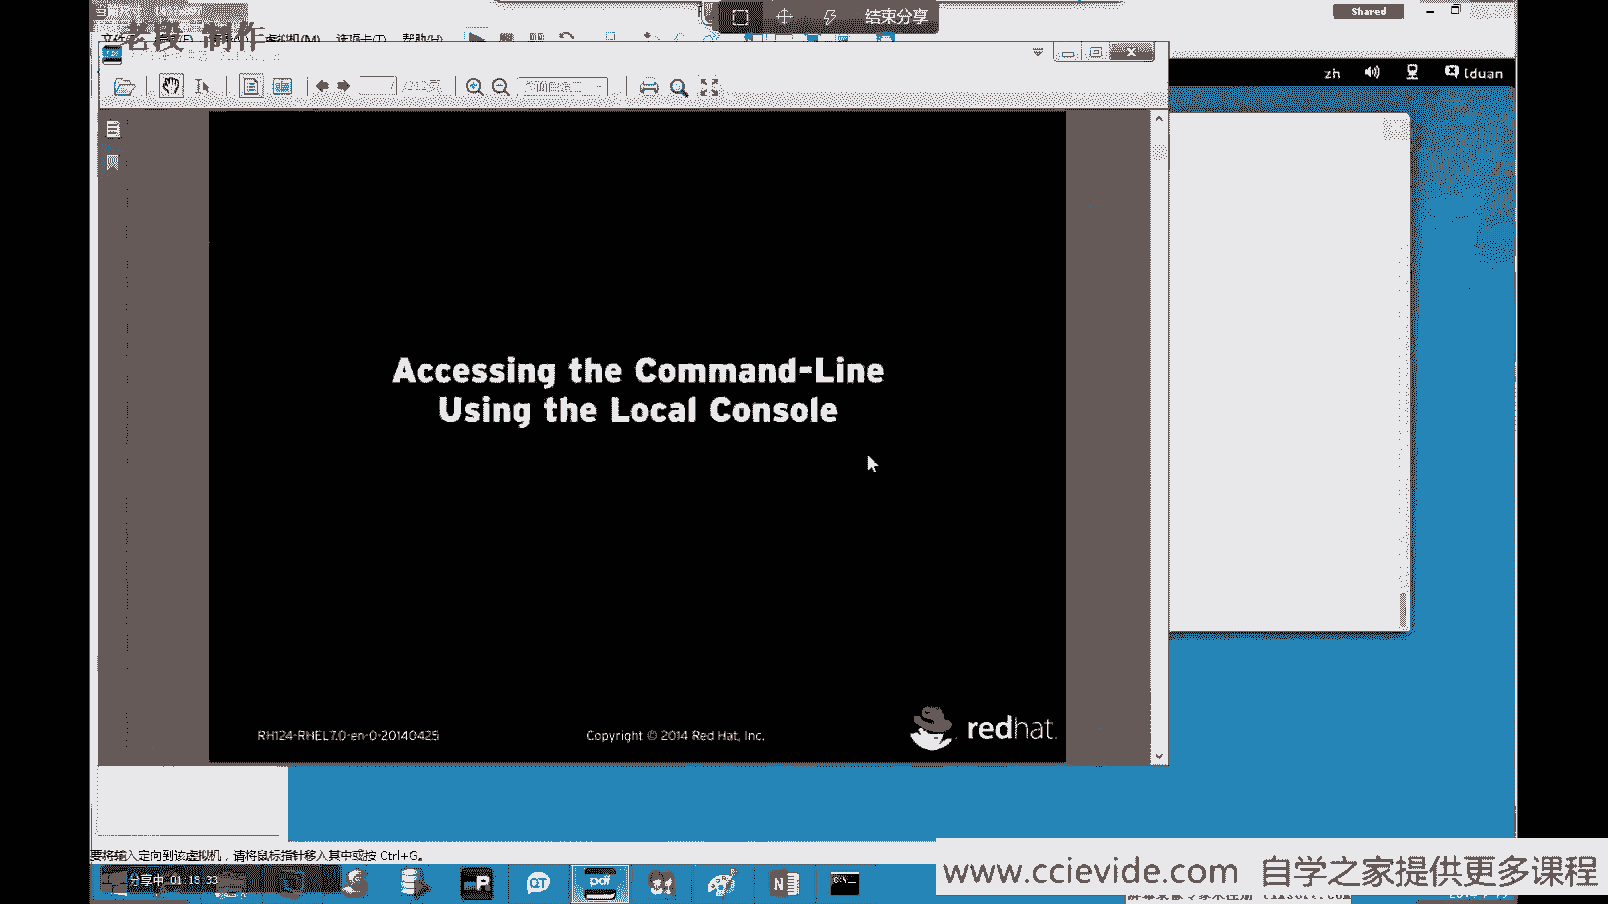 老段 制作
结束分享
Shared
虚拟机(M) 选项卡(T) 帮助(H)
zh
lduan
Accessing the Command-Line
Using the Local Console
RH124-RHEL7.0-en-0-20140425
Copyright © 2014 Red Hat, Inc.
redhat.
要将输入定向到该虚拟机，请将鼠标指针移入其中或按 Ctrl+G。
分享中 01:18:33
pdf
www.ccievide.com 自学之家提供更多课程